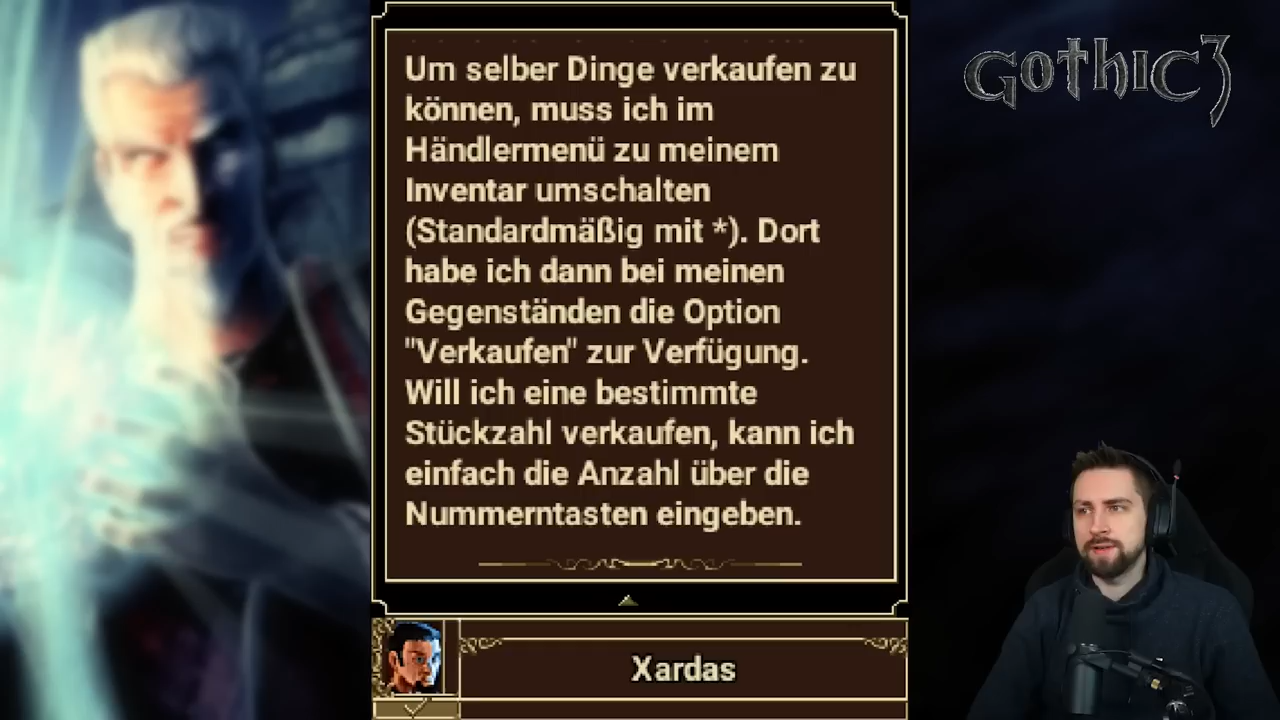 GOTHIC 3
Um selber Dinge verkaufen zu
können, muss ich im
Händlermenü zu meinem
Inventar umschalten
(Standardmäßig mit *). Dort
habe ich dann bei meinen
Gegenständen die Option
"Verkaufen" zur Verfügung.
Will ich eine bestimmte
Stückzahl verkaufen, kann ich
einfach die Anzahl über die
Nummerntasten eingeben.
Xardas